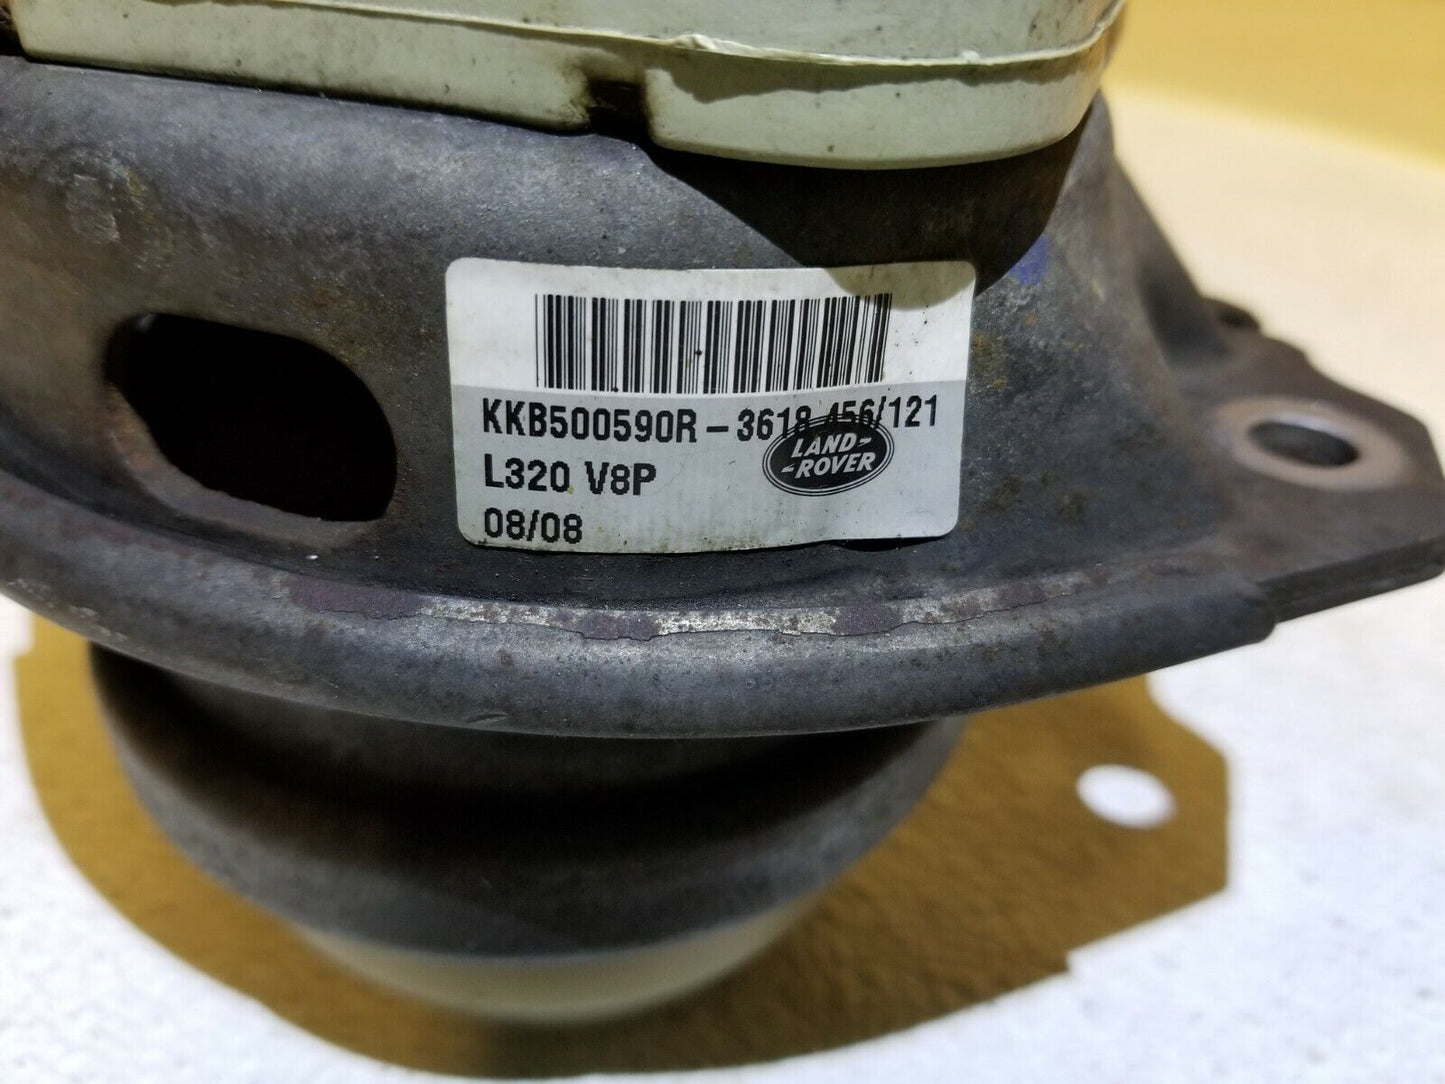 KKB500590R-3618 456/121
LAND-
-ROVER
L320 V8P
08/08